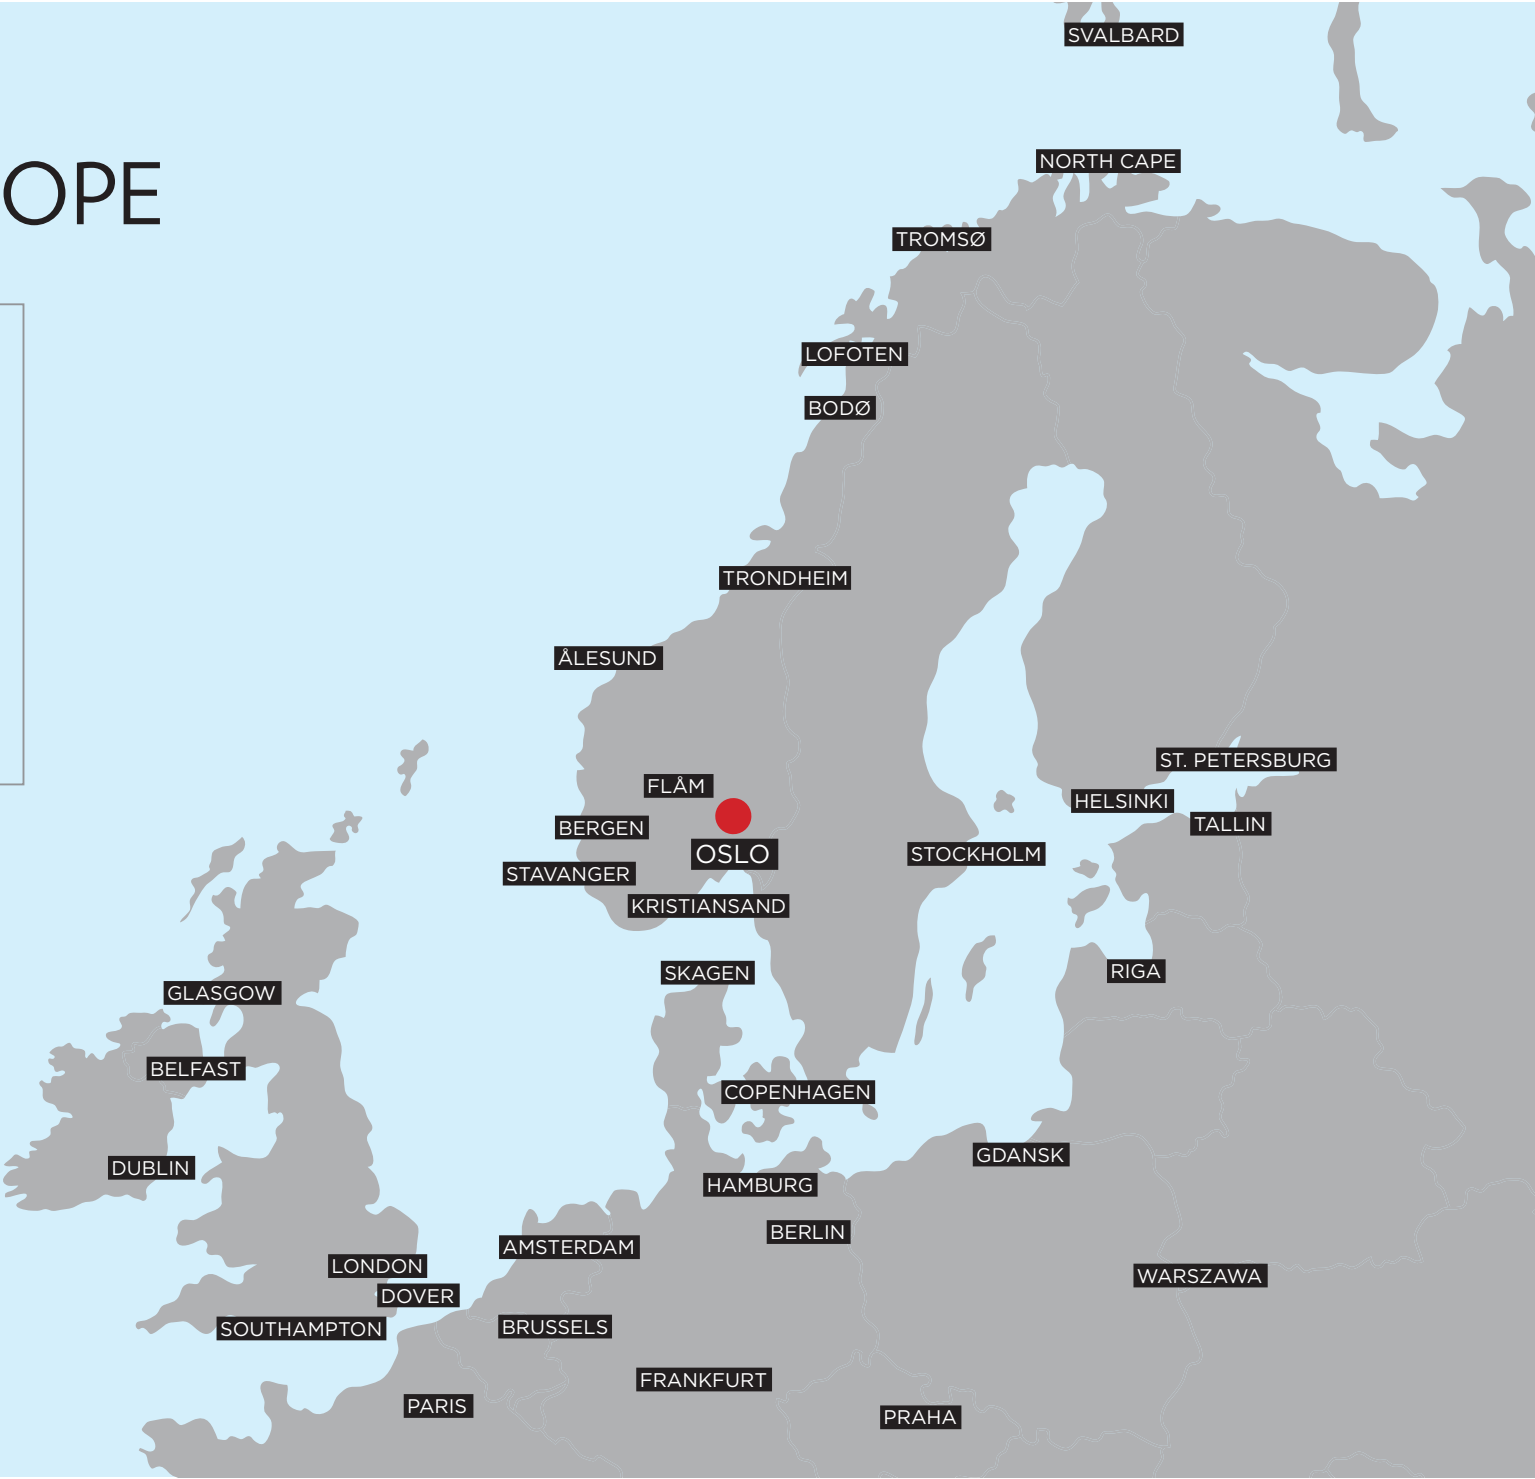 SVALBARD
NORTH CAPE
OPE
TROMSØ
LOFOTEN
BODØ
TRONDHEIM
ÅLESUND
ST. PETERSBURG
FLÅM
HELSINKI
TALLIN
BERGEN
OSLO
STOCKHOLM
STAVANGER
KRISTIANSAND
SKAGEN
RIGA
GLASGOW
BELFAST
COPENHAGEN
GDANSK
DUBLIN
HAMBURG
BERLIN
AMSTERDAM
LONDON
WARSZAWA
DOVER
BRUSSELS
SOUTHAMPTON
FRANKFURT
PARIS
PRAHA